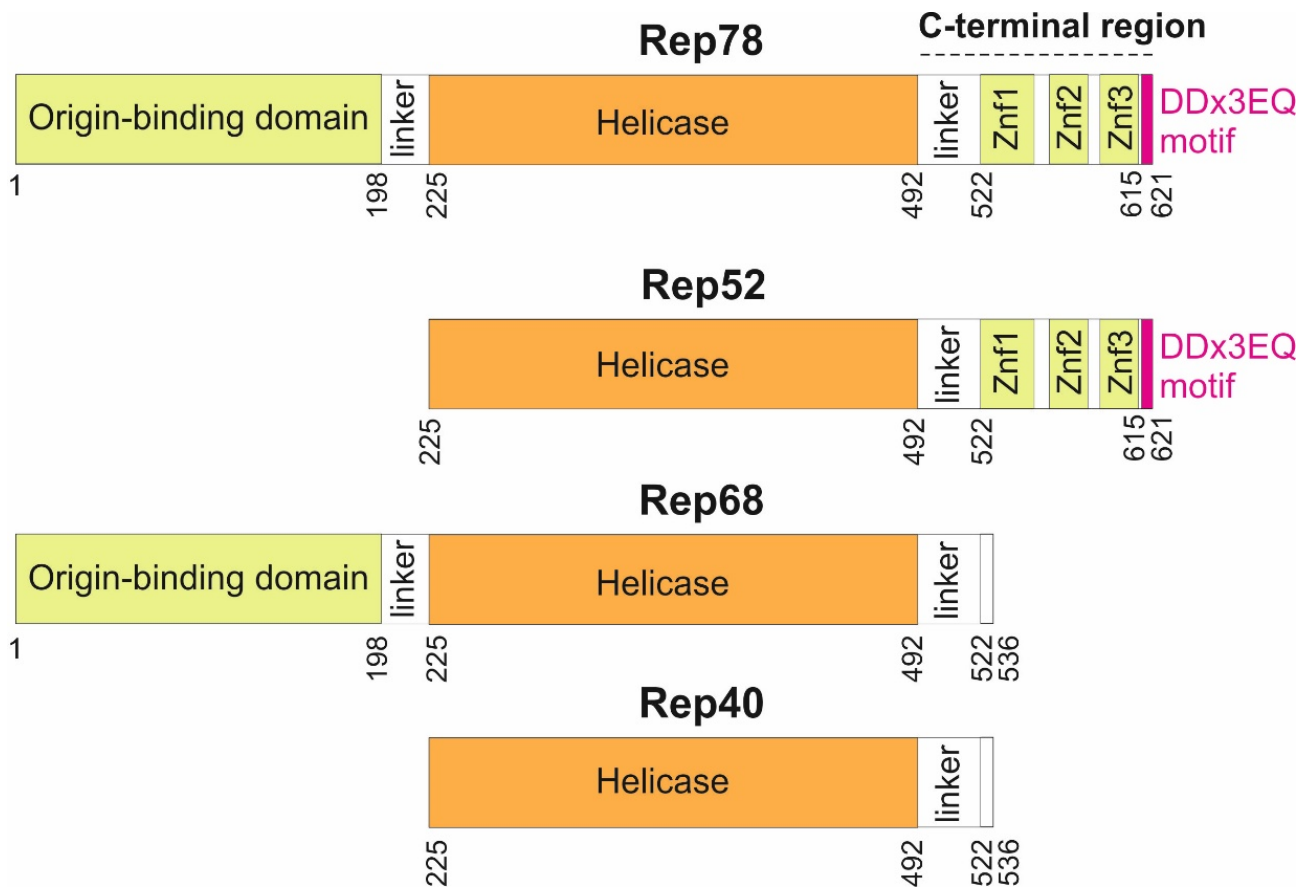 C-terminal region
Rep78
Origin-binding domain
linker
Helicase
linker
Znf1
Znf2
Znf3
DDx3EQ
motif
1
198
225
492
522
615
621
Rep52
Helicase
linker
Znf1
Znf2
Znf3
DDx3EQ
motif
225
492
522
615
621
Rep68
Origin-binding domain
linker
Helicase
linker
1
198
225
492
522
536
Rep40
Helicase
linker
225
492
522
536